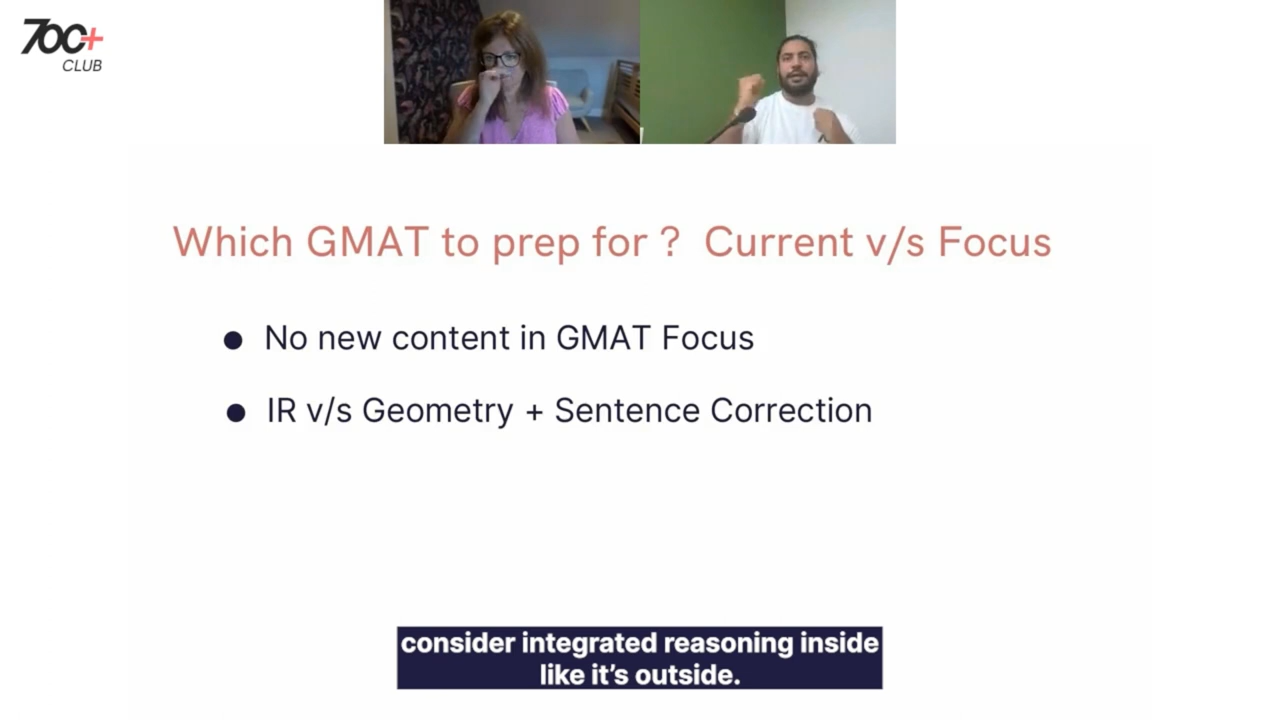 700+
CLUB
Which GMAT to prep for ? Current v/s Focus
No new content in GMAT Focus
IR v/s Geometry + Sentence Correction
consider integrated reasoning inside
like it's outside.